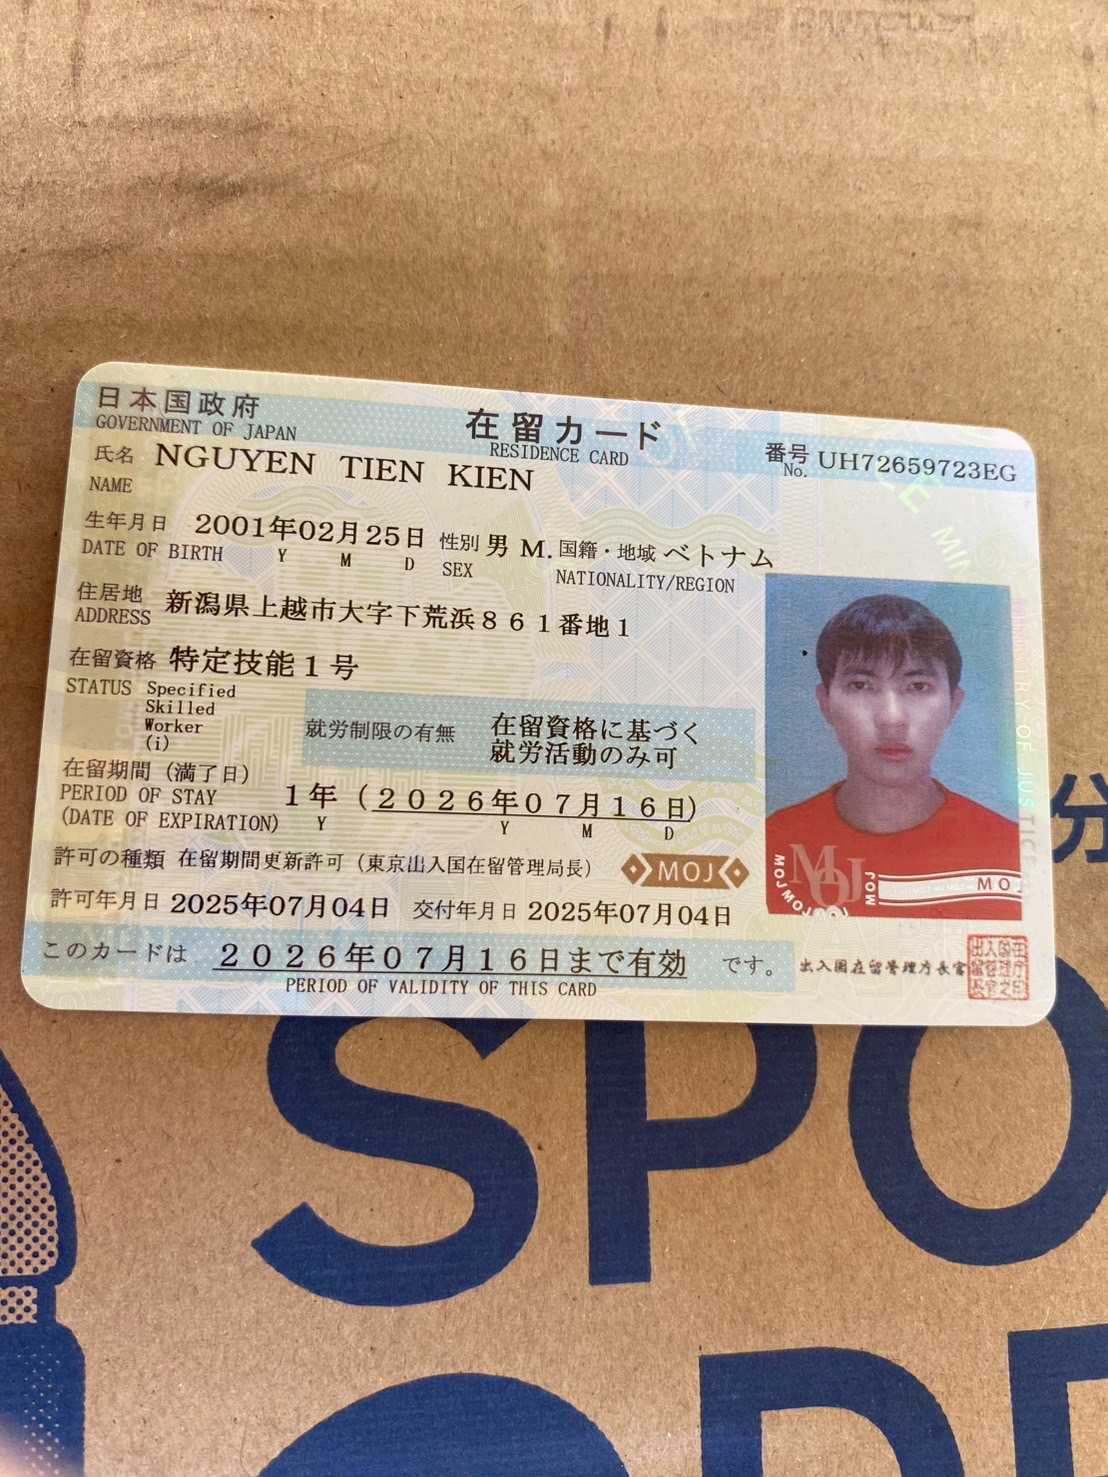 日本国政府
GOVERNMENT OF JAPAN
在留カード
RESIDENCE CARD
番号 UH72659723EG
No.
氏名 NGUYEN TIEN KIEN
NAME
生年月日 2001年02月25日 性別 男 M. 国籍・地域 ベトナム
DATE OF BIRTH Y M D SEX NATIONALITY/REGION
住居地 新潟県上越市大字下荒浜861番地1
ADDRESS
在留資格 特定技能1号
STATUS Specified
Skilled
Worker
(i)
就労制限の有無 在留資格に基づく
就労活動のみ可
在留期間（満了日）
PERIOD OF STAY 1年（2026年07月16日）
(DATE OF EXPIRATION) Y Y M D
許可の種類 在留期間更新許可（東京出入国在留管理局長） MOJ
許可年月日 2025年07月04日 交付年月日 2025年07月04日
このカードは 2026年07月16日まで有効 です。
PERIOD OF VALIDITY OF THIS CARD
出入国在留管理庁長官
MOJ
MOJ
MOJ
分
SPO